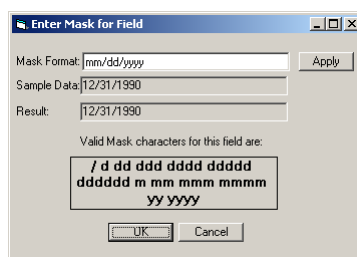 Enter Mask for Field
Mask Format: mm/dd/yyyy Apply
Sample Data: 12/31/1990
Result: 12/31/1990
Valid Mask characters for this field are:
/ d dd ddd dddd ddddd
dddddd m mm mmm mmmm
yy yyyy
OK Cancel